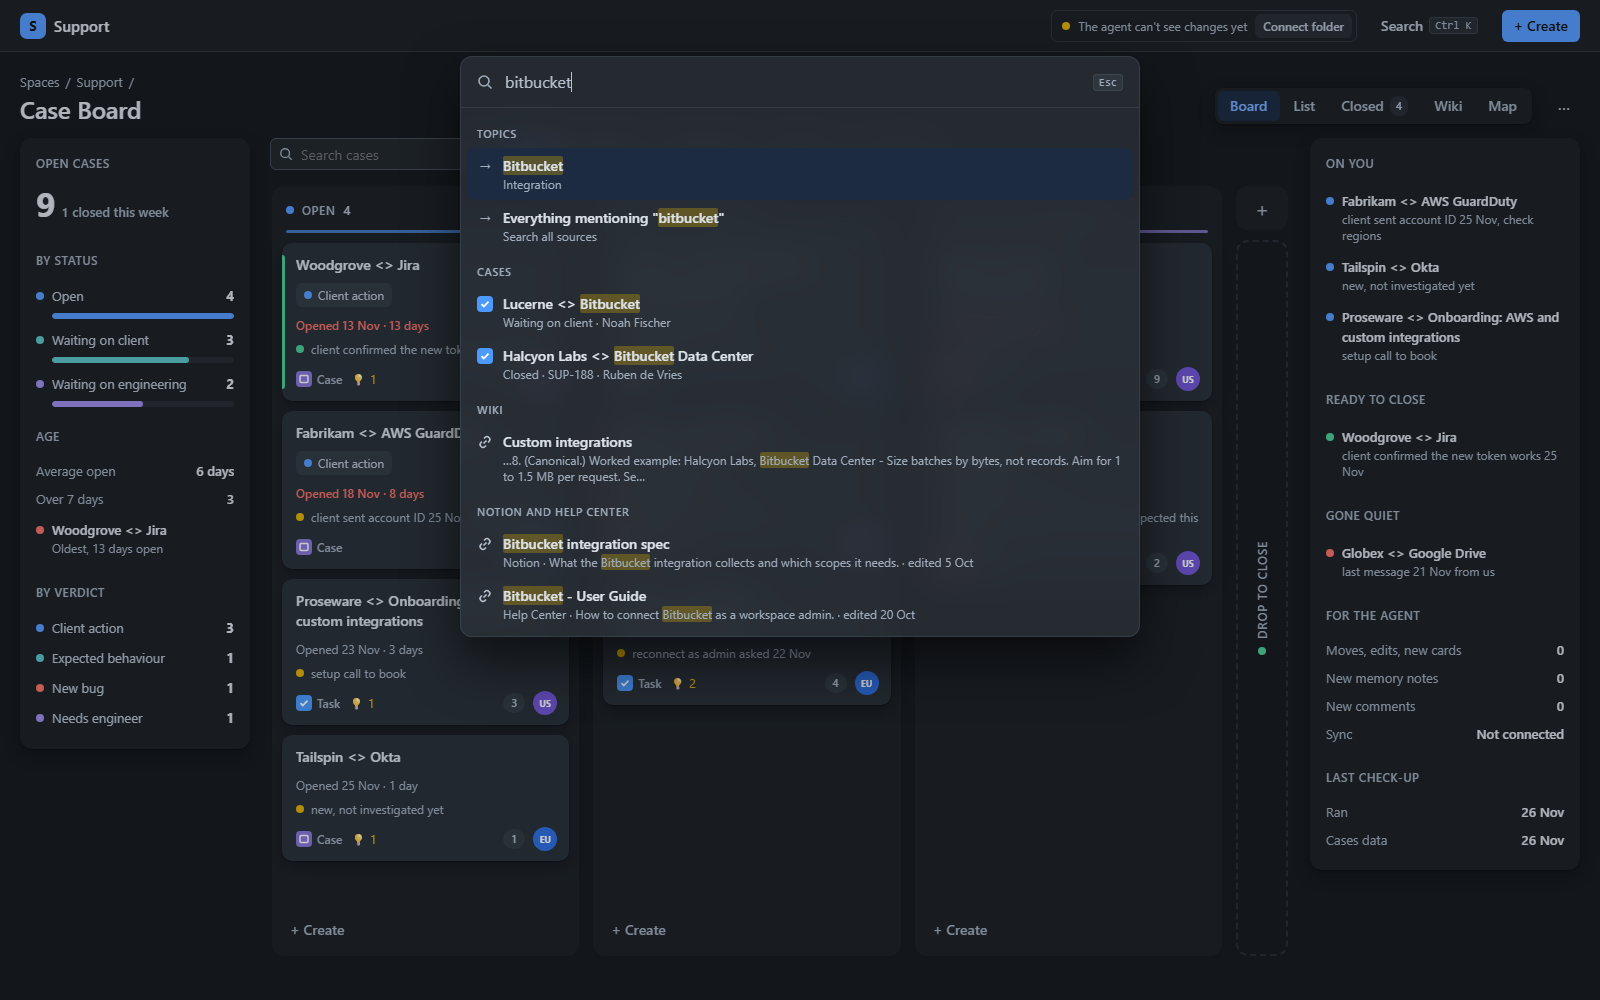 S Support
The agent can't see changes yet Connect folder
Search Ctrl K
+ Create
Spaces / Support /
Case Board
Board List Closed 4 Wiki Map ...
bitbucket
Esc
TOPICS
→ Bitbucket
Integration
→ Everything mentioning "bitbucket"
Search all sources
CASES
Lucerne <> Bitbucket
Waiting on client · Noah Fischer
Halcyon Labs <> Bitbucket Data Center
Closed · SUP-188 · Ruben de Vries
WIKI
Custom integrations
...8. (Canonical.) Worked example: Halcyon Labs, Bitbucket Data Center - Size batches by bytes, not records. Aim for 1
to 1.5 MB per request. Se...
NOTION AND HELP CENTER
Bitbucket integration spec
Notion · What the Bitbucket integration collects and which scopes it needs. · edited 5 Oct
Bitbucket - User Guide
Help Center · How to connect Bitbucket as a workspace admin. · edited 20 Oct
OPEN CASES
9 1 closed this week
BY STATUS
Open 4
Waiting on client 3
Waiting on engineering 2
AGE
Average open 6 days
Over 7 days 3
Woodgrove <> Jira
Oldest, 13 days open
BY VERDICT
Client action 3
Expected behaviour 1
New bug 1
Needs engineer 1
Search cases
OPEN 4
Woodgrove <> Jira
Client action
Opened 13 Nov · 13 days
client confirmed the new tok
Case 1
Fabrikam <> AWS GuardD
Client action
Opened 18 Nov · 8 days
client sent account ID 25 No
Case
Proseware <> Onboarding
custom integrations
Opened 23 Nov · 3 days
setup call to book
Task 1 3 US
Tailspin <> Okta
Opened 25 Nov · 1 day
new, not investigated yet
Case 1 1 EU
+ Create
reconnect as admin asked 22 Nov
Task 2 4 EU
+ Create
9 US
pected this
2 US
+ Create
+
DROP TO CLOSE
ON YOU
Fabrikam <> AWS GuardDuty
client sent account ID 25 Nov, check
regions
Tailspin <> Okta
new, not investigated yet
Proseware <> Onboarding: AWS and
custom integrations
setup call to book
READY TO CLOSE
Woodgrove <> Jira
client confirmed the new token works 25
Nov
GONE QUIET
Globex <> Google Drive
last message 21 Nov from us
FOR THE AGENT
Moves, edits, new cards 0
New memory notes 0
New comments 0
Sync Not connected
LAST CHECK-UP
Ran 26 Nov
Cases data 26 Nov